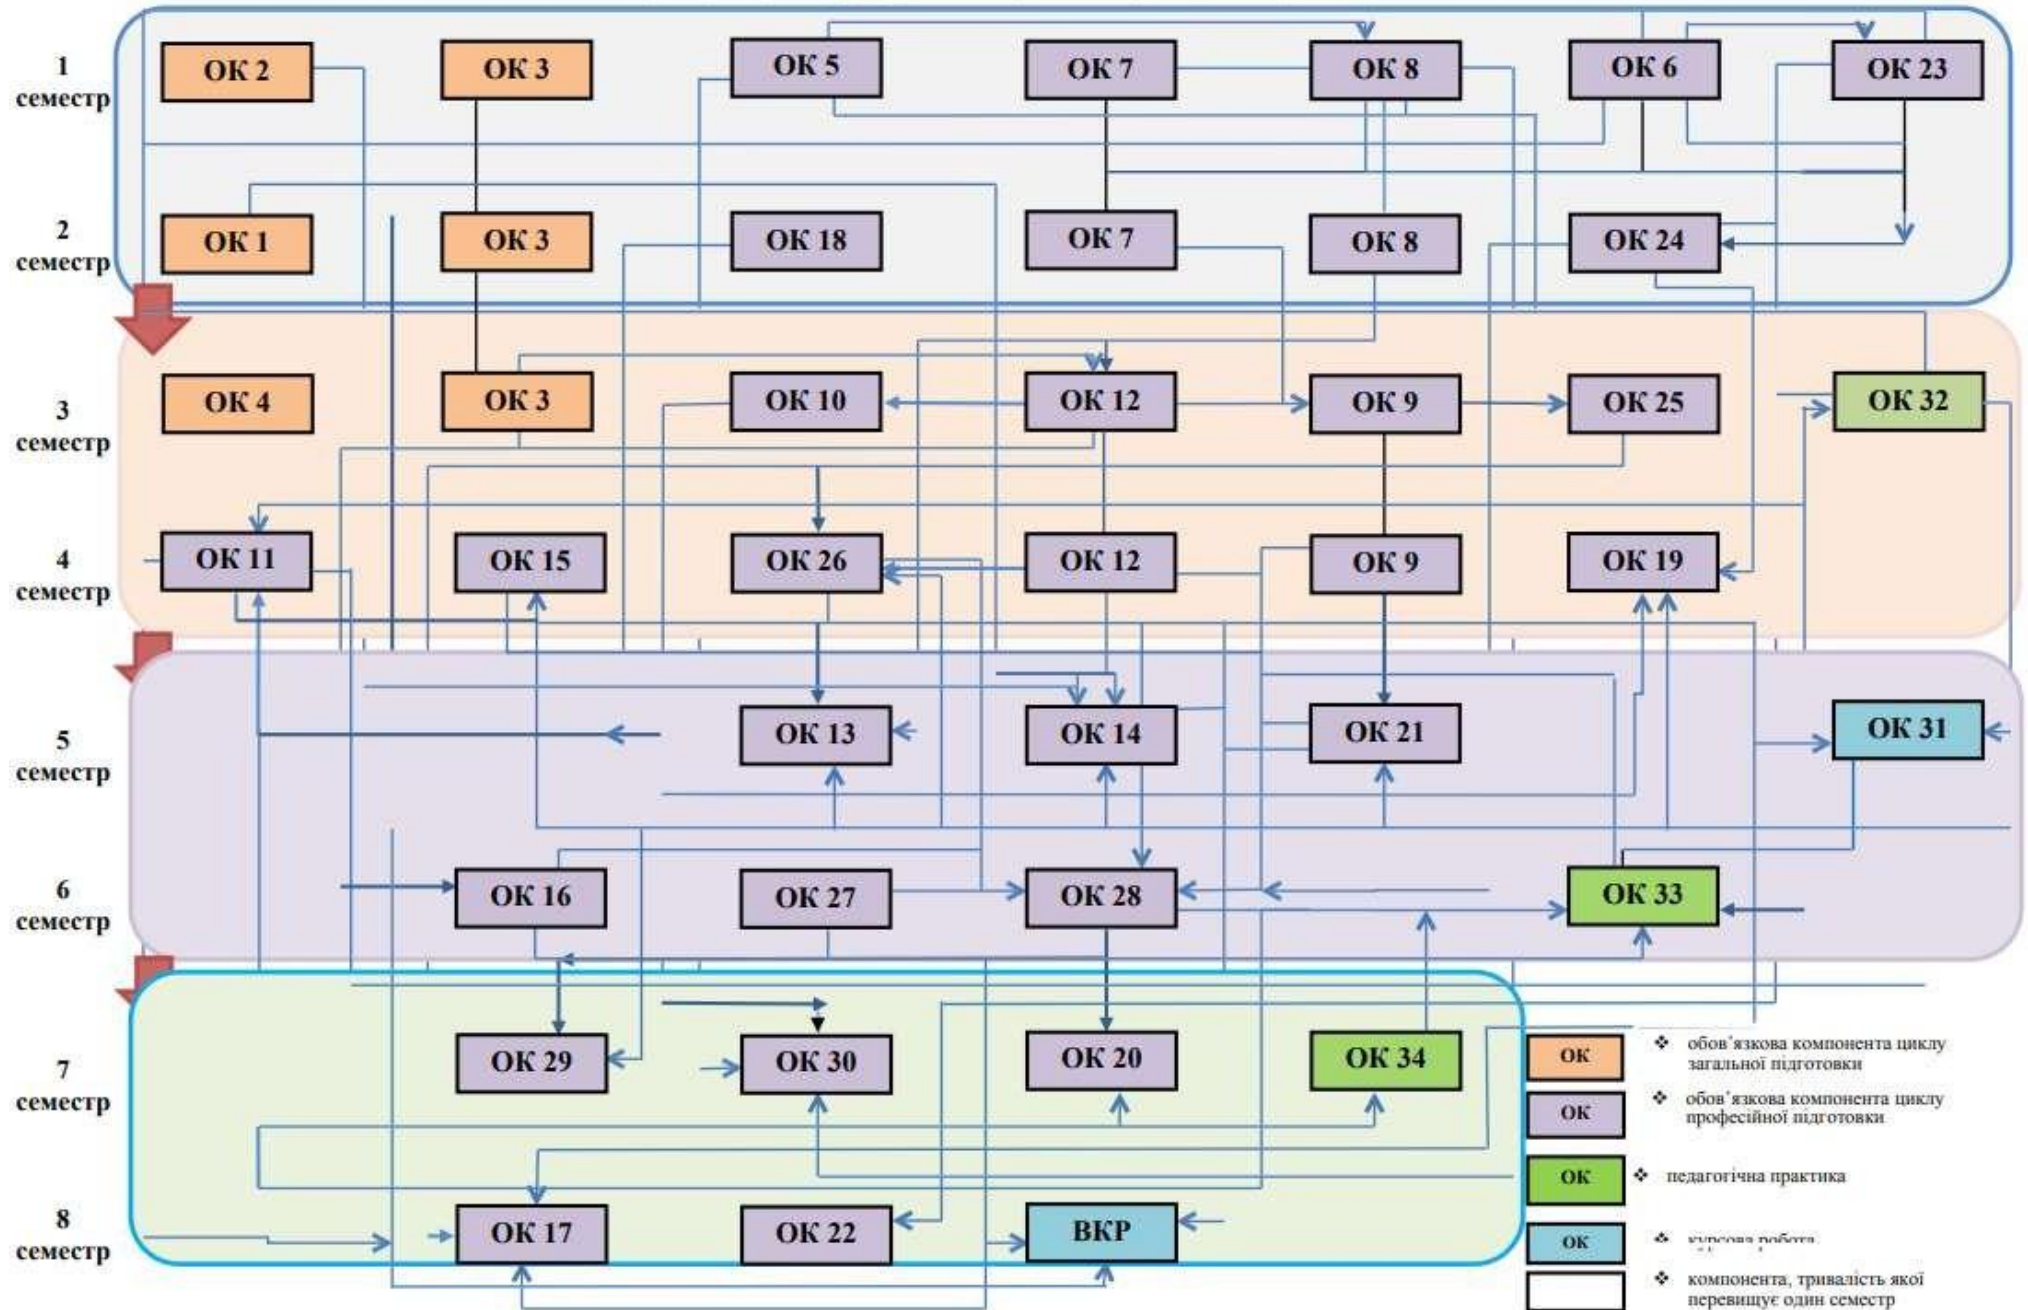 1
семестр
ОК 2
ОК 3
ОК 5
ОК 7
ОК 8
ОК 6
ОК 23
2
семестр
ОК 1
ОК 3
ОК 18
ОК 7
ОК 8
ОК 24
3
семестр
ОК 4
ОК 3
ОК 10
ОК 12
ОК 9
ОК 25
ОК 32
4
семестр
ОК 11
ОК 15
ОК 26
ОК 12
ОК 9
ОК 19
5
семестр
ОК 13
ОК 14
ОК 21
ОК 31
6
семестр
ОК 16
ОК 27
ОК 28
ОК 33
7
семестр
ОК 29
ОК 30
ОК 20
ОК 34
8
семестр
ОК 17
ОК 22
ВКР
ОК
обов’язкова компонента циклу
загальної підготовки
ОК
обов’язкова компонента циклу
професійної підготовки
ОК
педагогічна практика
ОК
курсова робота
компонента, тривалість якої
перевищує один семестр